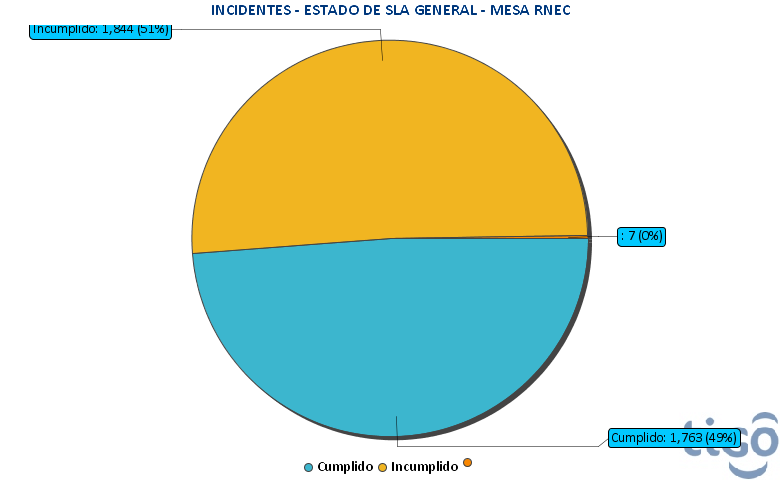 INCIDENTES - ESTADO DE SLA GENERAL - MESA RNEC
Incumplido: 1,844 (51%)
: 7 (0%)
Cumplido: 1,763 (49%)
tigo
Cumplido Incumplido